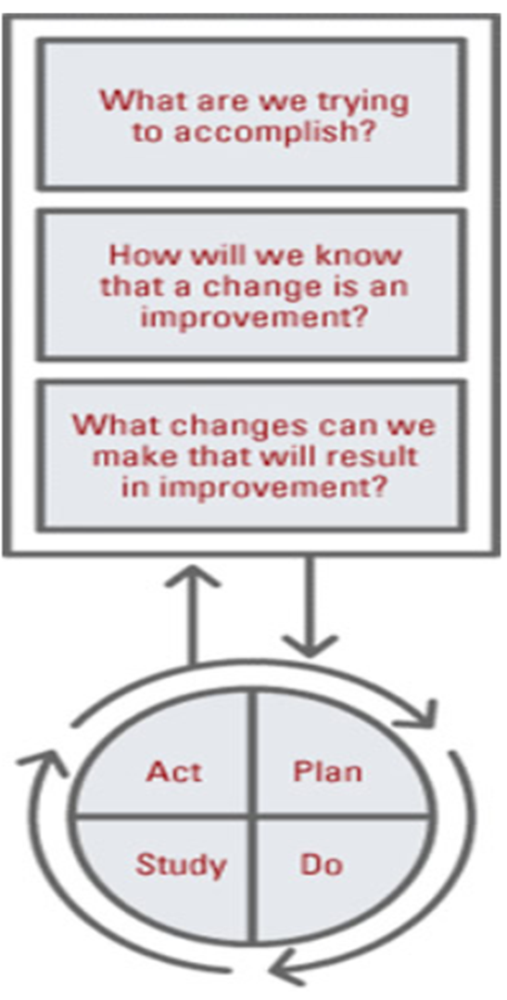 What are we trying
to accomplish?
How will we know
that a change is an
improvement?
What changes can we
make that will result
in improvement?
Act
Plan
Study
Do